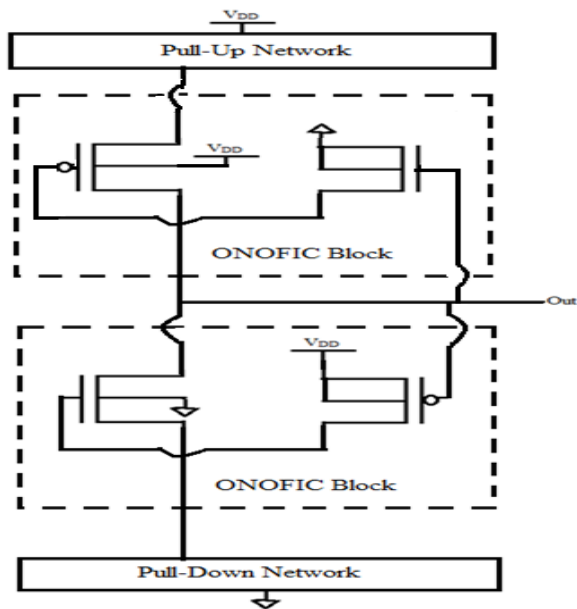 VDD
Pull-Up Network
VDD
ONOFIC Block
Out
VDD
ONOFIC Block
Pull-Down Network